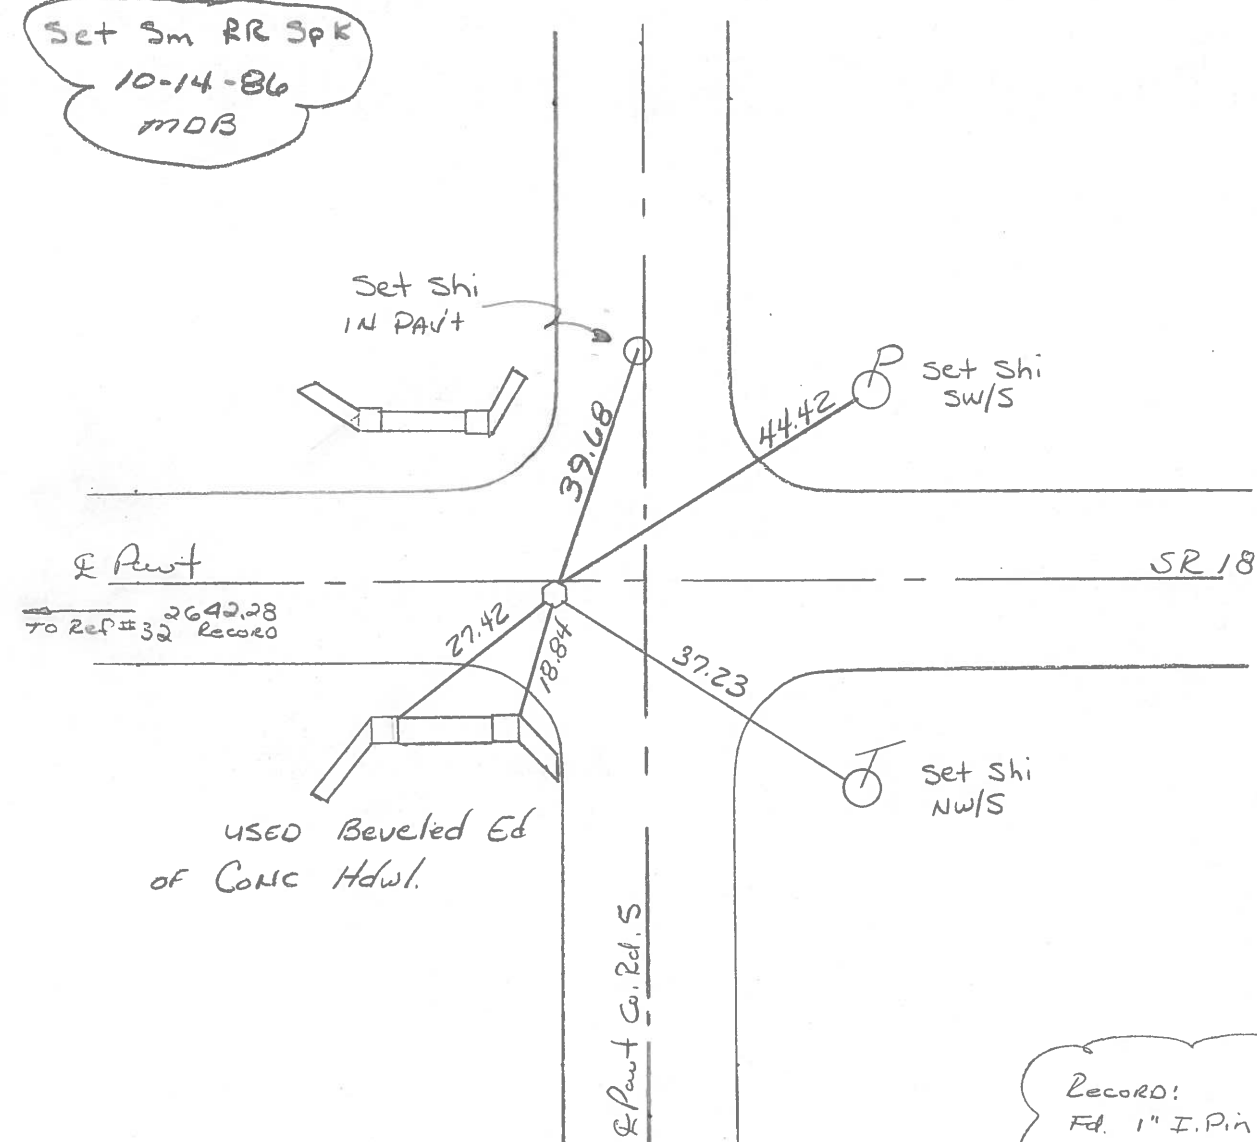 Set Sm RR Spk
10-14-86
MDB
Set Shi
IN PAV't
39.68
44.42
P
Set Shi
SW/S
℄ Pav't
SR 18
2642.28
TO Ref #32 Record
27.42
18.84
37.23
T
Set Shi
NW/S
USED Beveled Ed
OF CONC Hdwl.
℄ Pav't Co. Rd. 5
Record:
Fd. 1" I. Pin